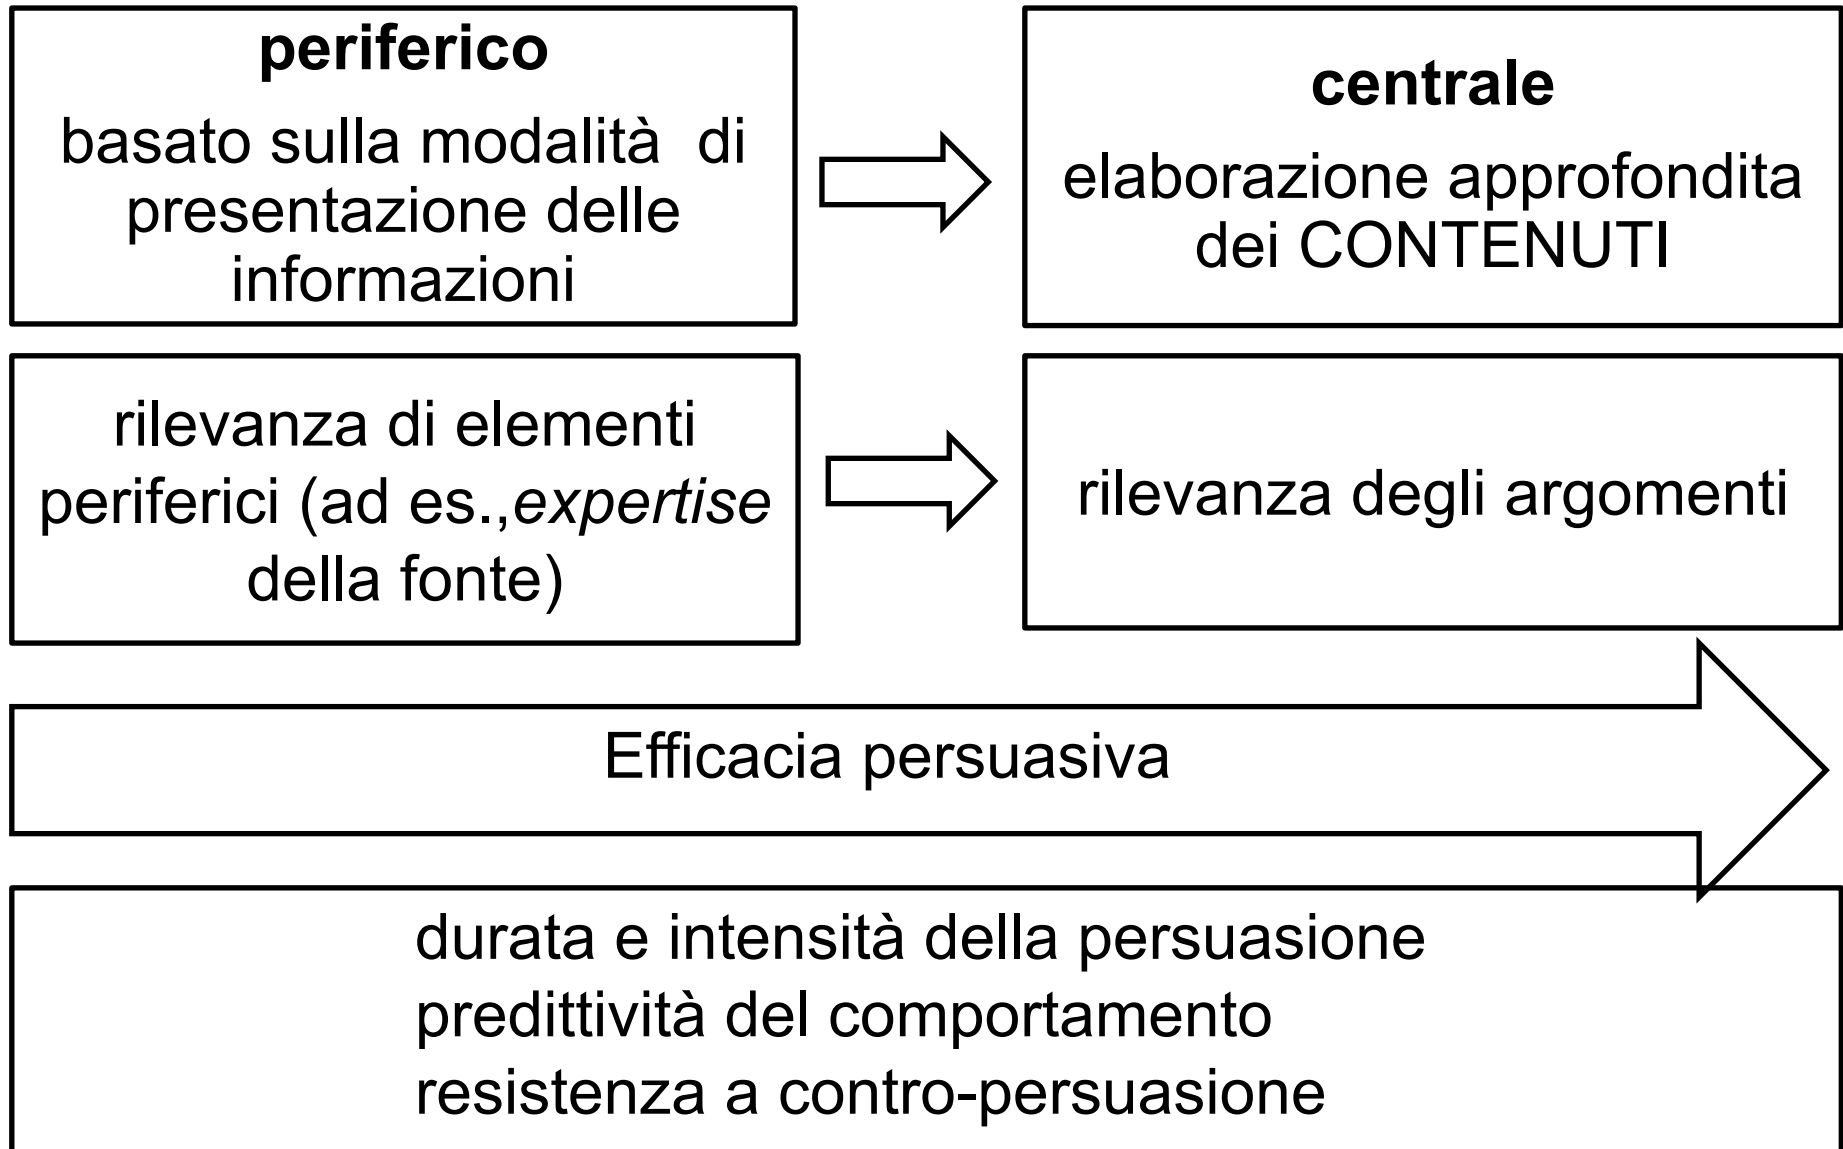 periferico
basato sulla modalità  di
presentazione delle
informazioni
centrale
elaborazione approfondita
dei CONTENUTI
rilevanza di elementi
periferici (ad es.,expertise
della fonte)
rilevanza degli argomenti
Efficacia persuasiva
durata e intensità della persuasione
predittività del comportamento
resistenza a contro-persuasione